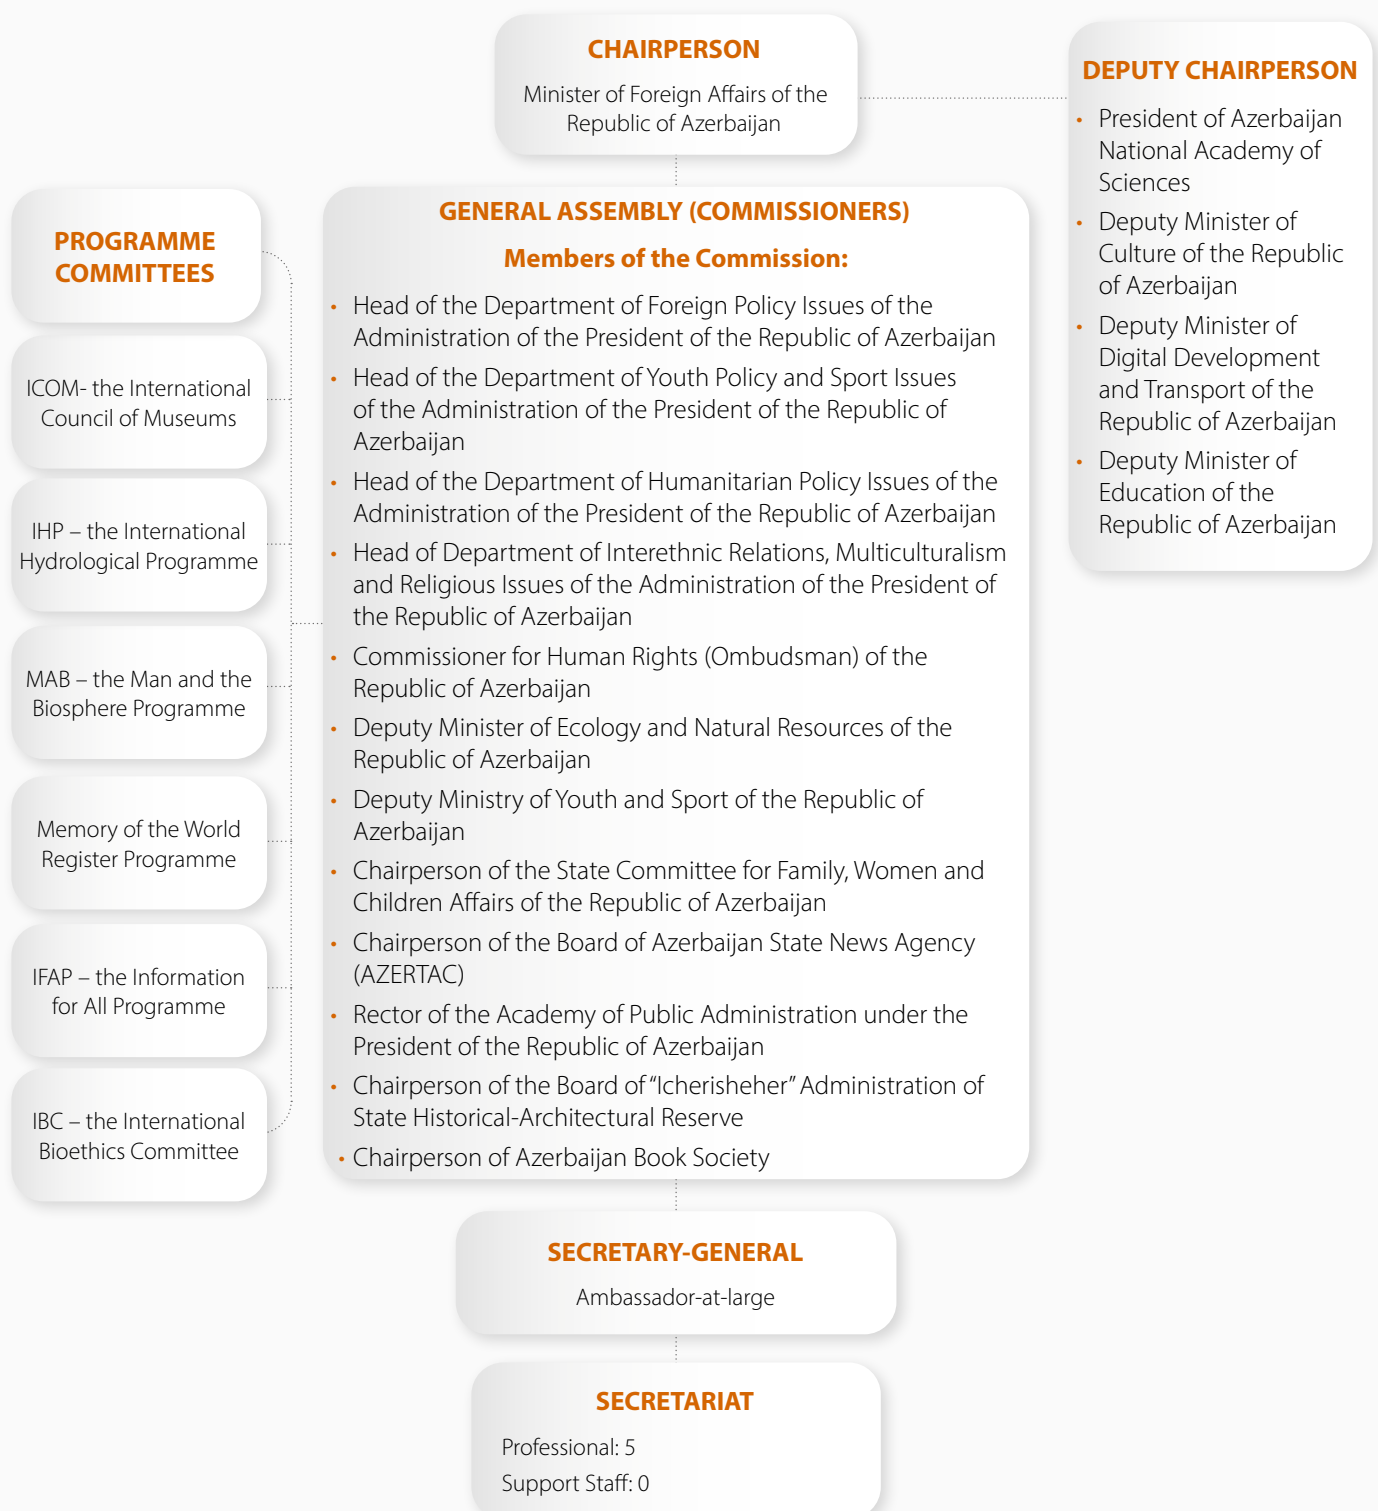 CHAIRPERSON
Minister of Foreign Affairs of the
Republic of Azerbaijan
DEPUTY CHAIRPERSON
• President of Azerbaijan
National Academy of
Sciences
• Deputy Minister of
Culture of the Republic
of Azerbaijan
• Deputy Minister of
Digital Development
and Transport of the
Republic of Azerbaijan
• Deputy Minister of
Education of the
Republic of Azerbaijan
PROGRAMME
COMMITTEES
ICOM- the International
Council of Museums
IHP – the International
Hydrological Programme
MAB – the Man and the
Biosphere Programme
Memory of the World
Register Programme
IFAP – the Information
for All Programme
IBC – the International
Bioethics Committee
GENERAL ASSEMBLY (COMMISSIONERS)
Members of the Commission:
• Head of the Department of Foreign Policy Issues of the
Administration of the President of the Republic of Azerbaijan
• Head of the Department of Youth Policy and Sport Issues
of the Administration of the President of the Republic of
Azerbaijan
• Head of the Department of Humanitarian Policy Issues of the
Administration of the President of the Republic of Azerbaijan
• Head of Department of Interethnic Relations, Multiculturalism
and Religious Issues of the Administration of the President of
the Republic of Azerbaijan
• Commissioner for Human Rights (Ombudsman) of the
Republic of Azerbaijan
• Deputy Minister of Ecology and Natural Resources of the
Republic of Azerbaijan
• Deputy Ministry of Youth and Sport of the Republic of
Azerbaijan
• Chairperson of the State Committee for Family, Women and
Children Affairs of the Republic of Azerbaijan
• Chairperson of the Board of Azerbaijan State News Agency
(AZERTAC)
• Rector of the Academy of Public Administration under the
President of the Republic of Azerbaijan
• Chairperson of the Board of “Icherisheher” Administration of
State Historical-Architectural Reserve
• Chairperson of Azerbaijan Book Society
SECRETARY-GENERAL
Ambassador-at-large
SECRETARIAT
Professional: 5
Support Staff: 0